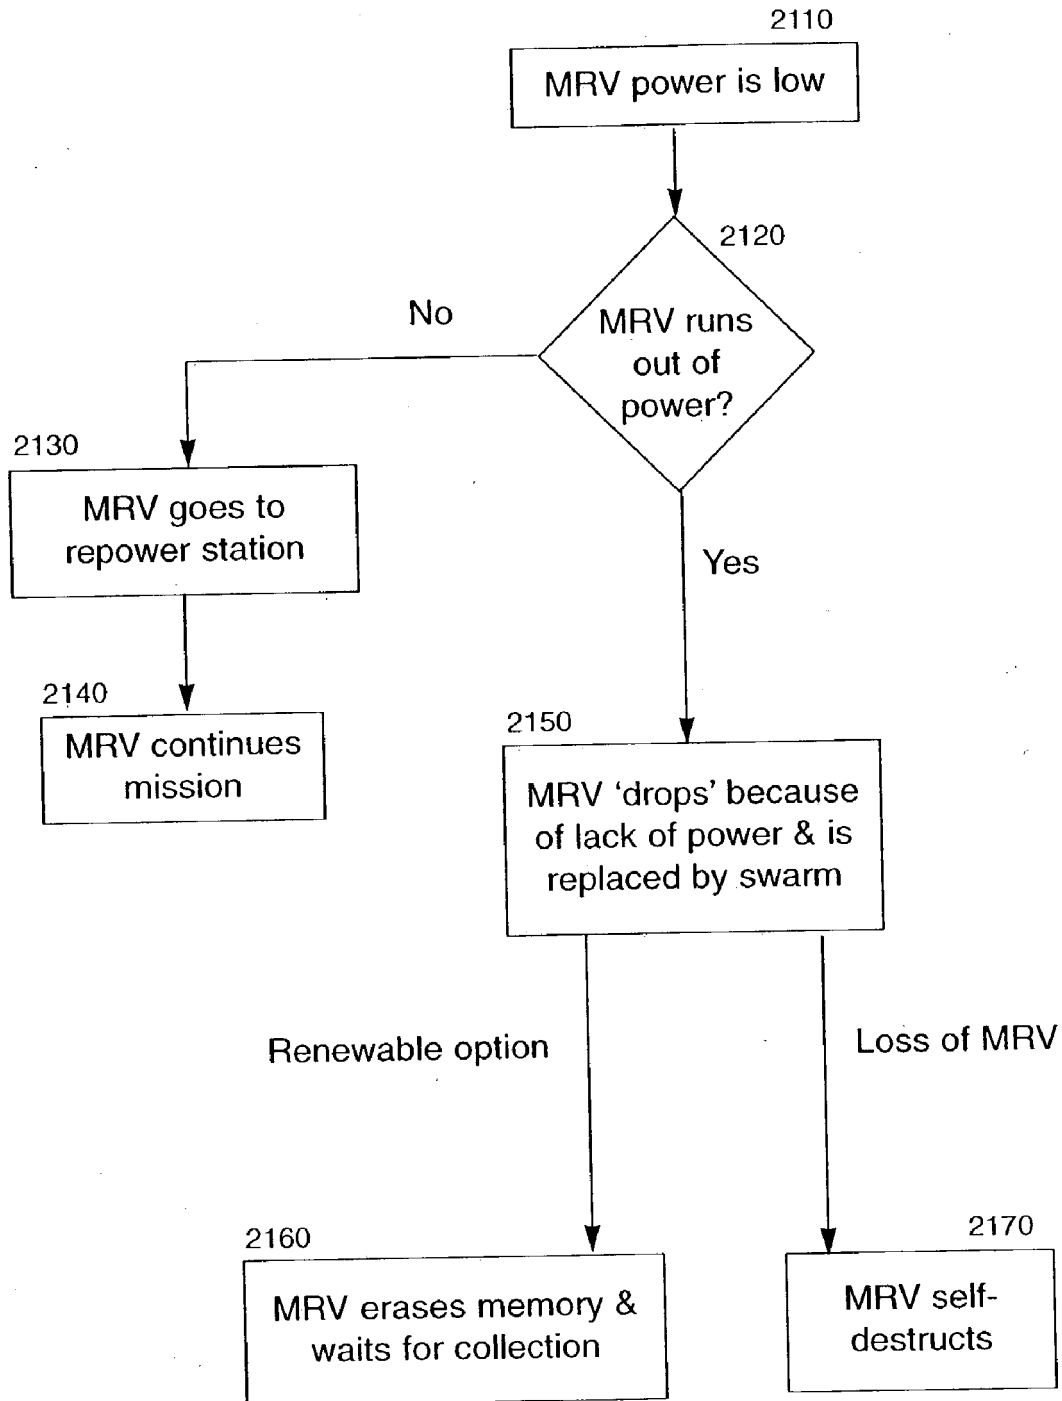 2110
MRV power is low
2120
MRV runs
out of
power?
No
2130
MRV goes to
repower station
Yes
2140
MRV continues
mission
2150
MRV ‘drops’ because
of lack of power & is
replaced by swarm
Renewable option
Loss of MRV
2160
MRV erases memory &
waits for collection
2170
MRV self-
destructs